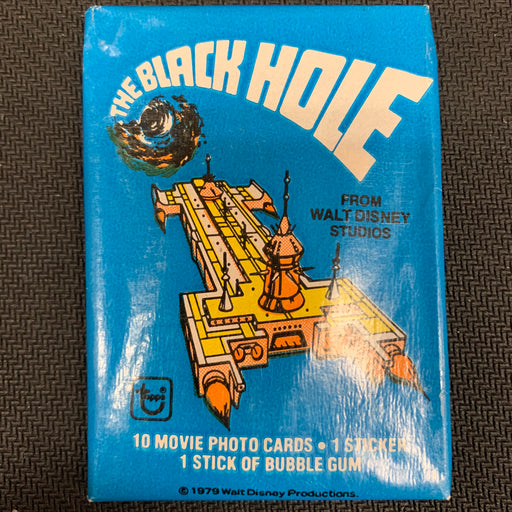 THE BLACK HOLE
FROM
WALT DISNEY
STUDIOS
topps®
10 MOVIE PHOTO CARDS • 1 STICKER
1 STICK OF BUBBLE GUM
© 1979 Walt Disney Productions.